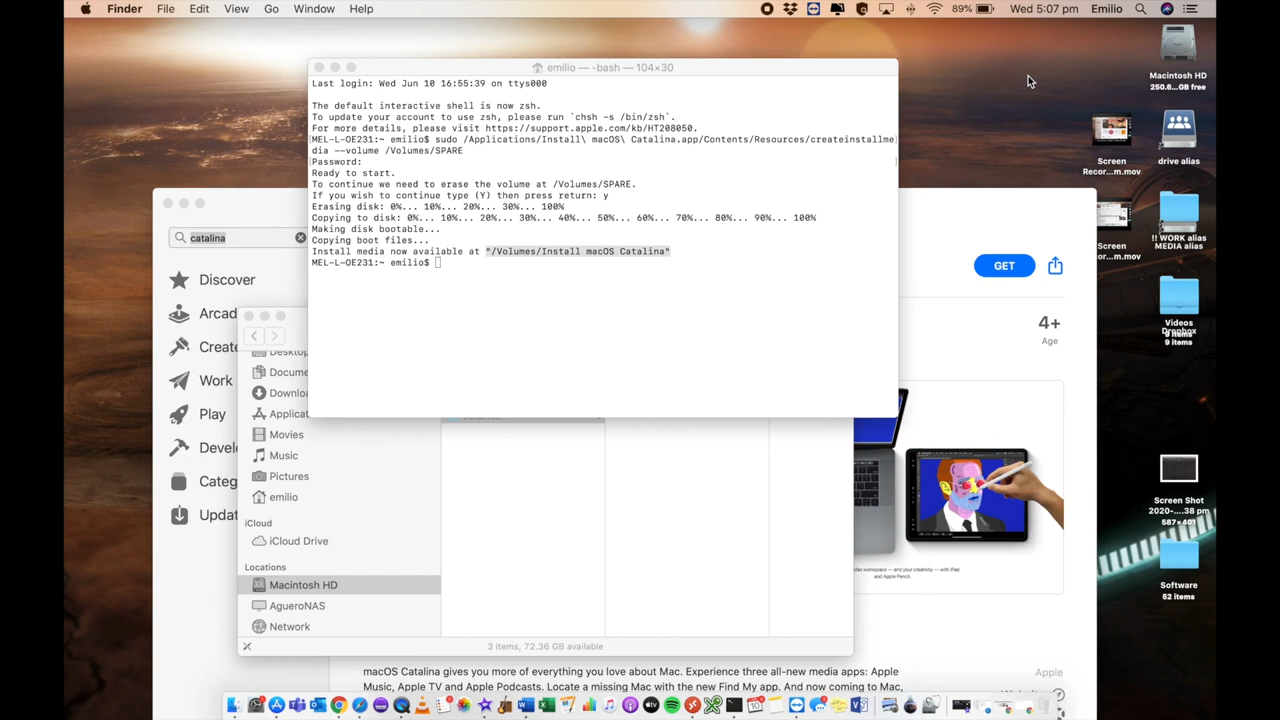 Finder File Edit View Go Window Help
89% Wed 5:07 pm Emilio
emilio — -bash — 104×30
Last login: Wed Jun 10 16:55:39 on ttys000
The default interactive shell is now zsh.
To update your account to use zsh, please run `chsh -s /bin/zsh`.
For more details, please visit https://support.apple.com/kb/HT208050.
MEL-L-OE231:~ emilio$ sudo /Applications/Install\ macOS\ Catalina.app/Contents/Resources/createinstallme
dia --volume /Volumes/SPARE
Password:
Ready to start.
To continue we need to erase the volume at /Volumes/SPARE.
If you wish to continue type (Y) then press return: y
Erasing disk: 0%... 10%... 20%... 30%... 100%
Copying to disk: 0%... 10%... 20%... 30%... 40%... 50%... 60%... 70%... 80%... 90%... 100%
Making disk bootable...
Copying boot files...
Install media now available at "/Volumes/Install macOS Catalina"
MEL-L-OE231:~ emilio$
catalina
Discover
Arcad
Create
Work
Play
Develo
Categ
Updat
Desktop
Docume
Downloa
Applicat
Movies
Music
Pictures
emilio
iCloud
iCloud Drive
Locations
Macintosh HD
AgueroNAS
Network
3 items, 72.36 GB available
GET
4+
Age
macOS Catalina gives you more of everything you love about Mac. Experience three all-new media apps: Apple
Music, Apple TV and Apple Podcasts. Locate a missing Mac with the new Find My app. And now coming to Mac,
Apple
Macintosh HD
250.6...GB free
Screen
Recor...m.mov
drive alias
Screen
...m.mov
!! WORK alias
MEDIA alias
Videos
Dropbox
9 items
Screen Shot
2020-....38 pm
587×401
Software
52 items